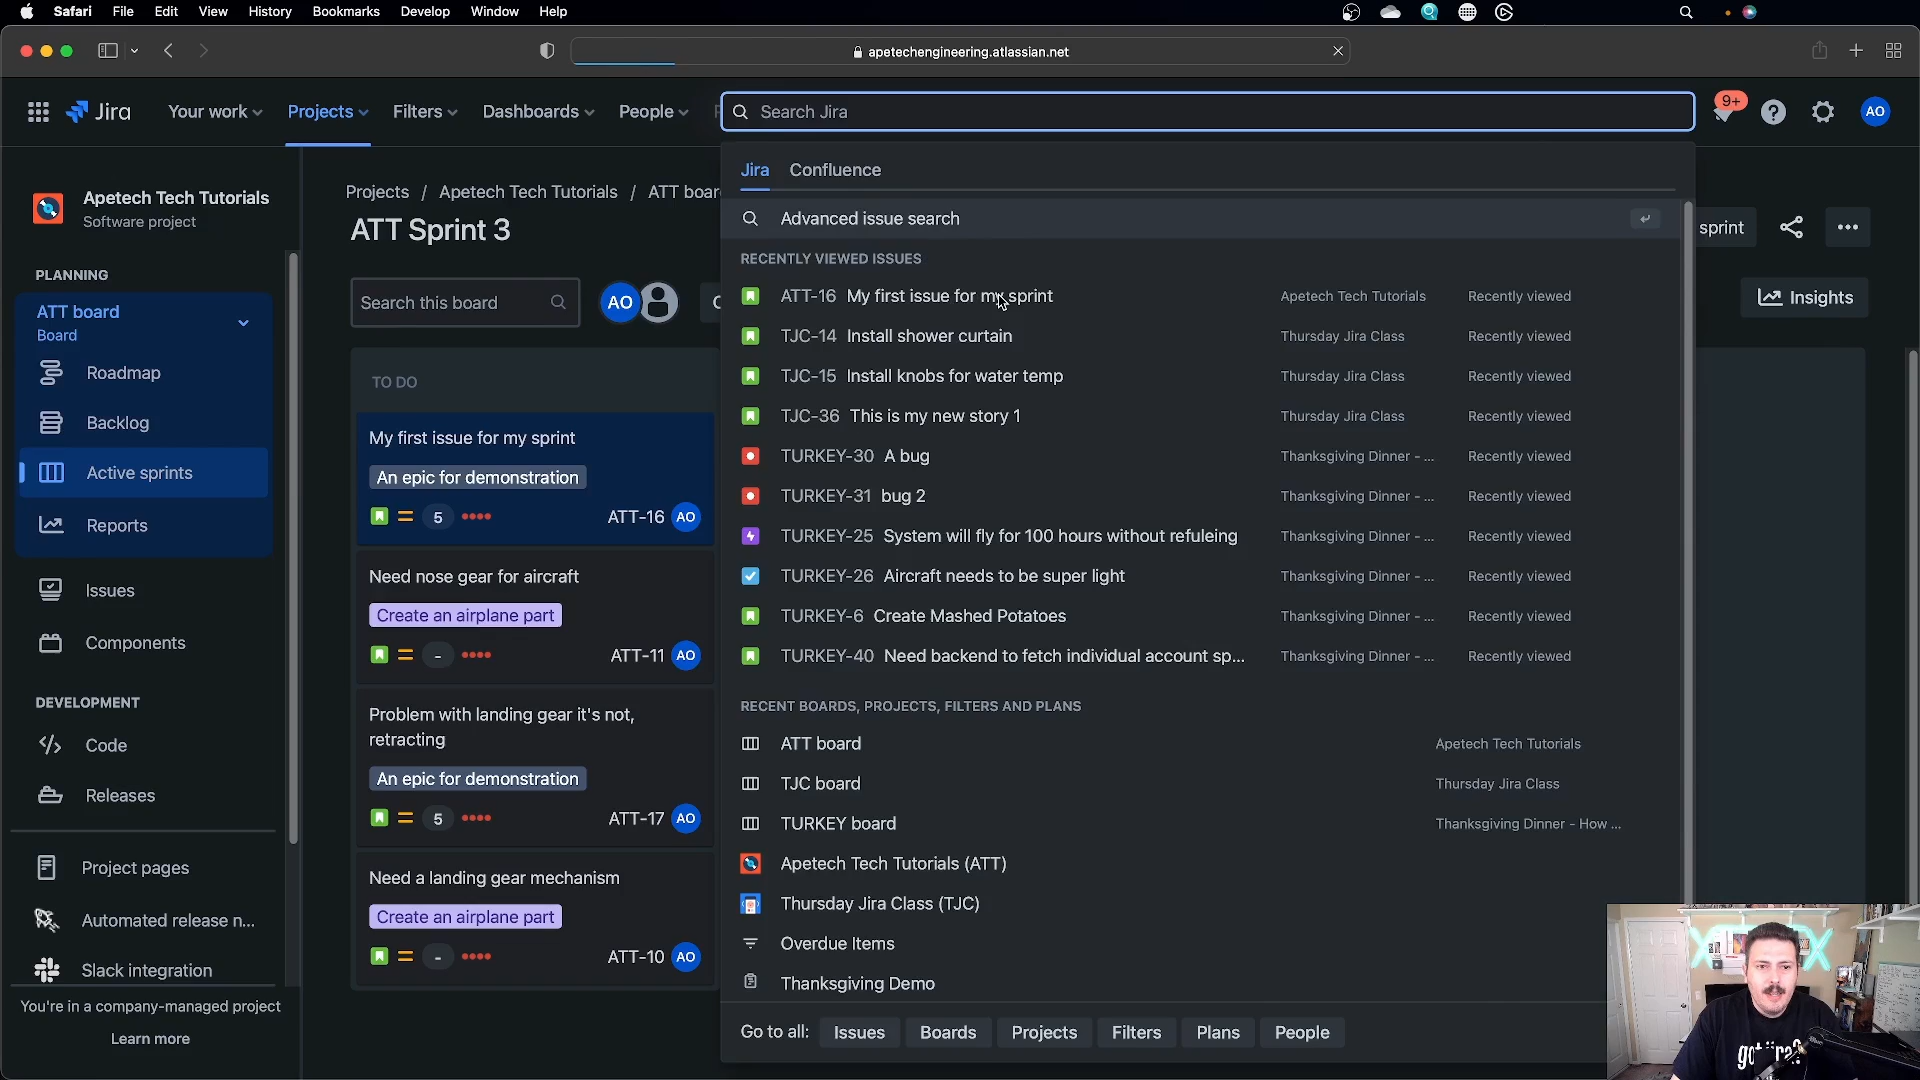 Safari File Edit View History Bookmarks Develop Window Help
apetechengineering.atlassian.net
Jira Your work Projects Filters Dashboards People
Search Jira
9+
AO
Apetech Tech Tutorials
Software project
PLANNING
ATT board
Board
Roadmap
Backlog
Active sprints
Reports
Issues
Components
DEVELOPMENT
Code
Releases
Project pages
Automated release n...
Slack integration
You're in a company-managed project
Learn more
Projects / Apetech Tech Tutorials / ATT boar
ATT Sprint 3
Search this board
AO
sprint
Insights
TO DO
My first issue for my sprint
An epic for demonstration
5 ATT-16 AO
Need nose gear for aircraft
Create an airplane part
- ATT-11 AO
Problem with landing gear it's not,
retracting
An epic for demonstration
5 ATT-17 AO
Need a landing gear mechanism
Create an airplane part
- ATT-10 AO
Jira Confluence
Advanced issue search
RECENTLY VIEWED ISSUES
ATT-16 My first issue for my sprint Apetech Tech Tutorials Recently viewed
TJC-14 Install shower curtain Thursday Jira Class Recently viewed
TJC-15 Install knobs for water temp Thursday Jira Class Recently viewed
TJC-36 This is my new story 1 Thursday Jira Class Recently viewed
TURKEY-30 A bug Thanksgiving Dinner - ... Recently viewed
TURKEY-31 bug 2 Thanksgiving Dinner - ... Recently viewed
TURKEY-25 System will fly for 100 hours without refuleing Thanksgiving Dinner - ... Recently viewed
TURKEY-26 Aircraft needs to be super light Thanksgiving Dinner - ... Recently viewed
TURKEY-6 Create Mashed Potatoes Thanksgiving Dinner - ... Recently viewed
TURKEY-40 Need backend to fetch individual account sp... Thanksgiving Dinner - ... Recently viewed
RECENT BOARDS, PROJECTS, FILTERS AND PLANS
ATT board Apetech Tech Tutorials
TJC board Thursday Jira Class
TURKEY board Thanksgiving Dinner - How ...
Apetech Tech Tutorials (ATT)
Thursday Jira Class (TJC)
Overdue Items
Thanksgiving Demo
Go to all: Issues Boards Projects Filters Plans People